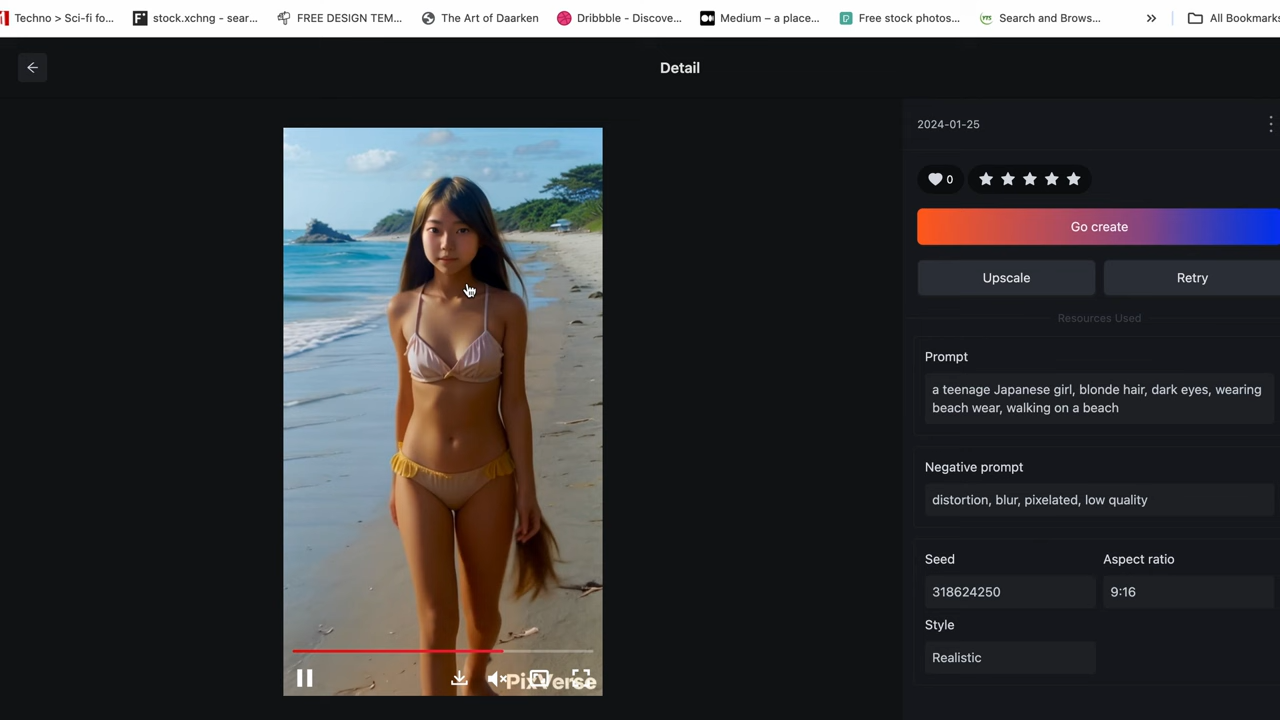 Techno > Sci-fi fo...
stock.xchng - sear...
FREE DESIGN TEM...
The Art of Daarken
Dribbble - Discove...
Medium – a place...
Free stock photos...
Search and Brows...
»
All Bookmarks
Detail
2024-01-25
0
Go create
Upscale
Retry
Resources Used
Prompt
a teenage Japanese girl, blonde hair, dark eyes, wearing
beach wear, walking on a beach
Negative prompt
distortion, blur, pixelated, low quality
Seed
Aspect ratio
318624250
9:16
Style
Realistic
PixVerse